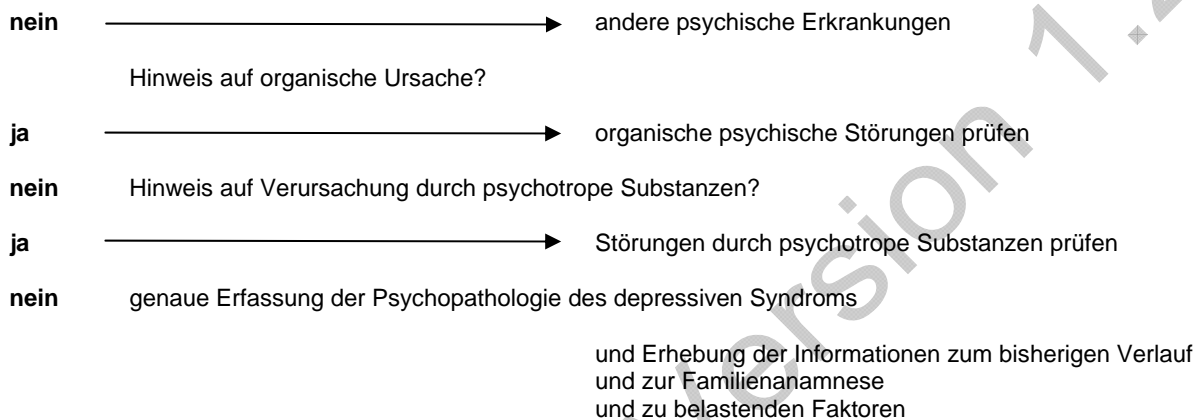 nein andere psychische Erkrankungen
Hinweis auf organische Ursache?
ja organische psychische Störungen prüfen
nein Hinweis auf Verursachung durch psychotrope Substanzen?
ja Störungen durch psychotrope Substanzen prüfen
nein genaue Erfassung der Psychopathologie des depressiven Syndroms
und Erhebung der Informationen zum bisherigen Verlauf
und zur Familienanamnese
und zu belastenden Faktoren
ersion 1.